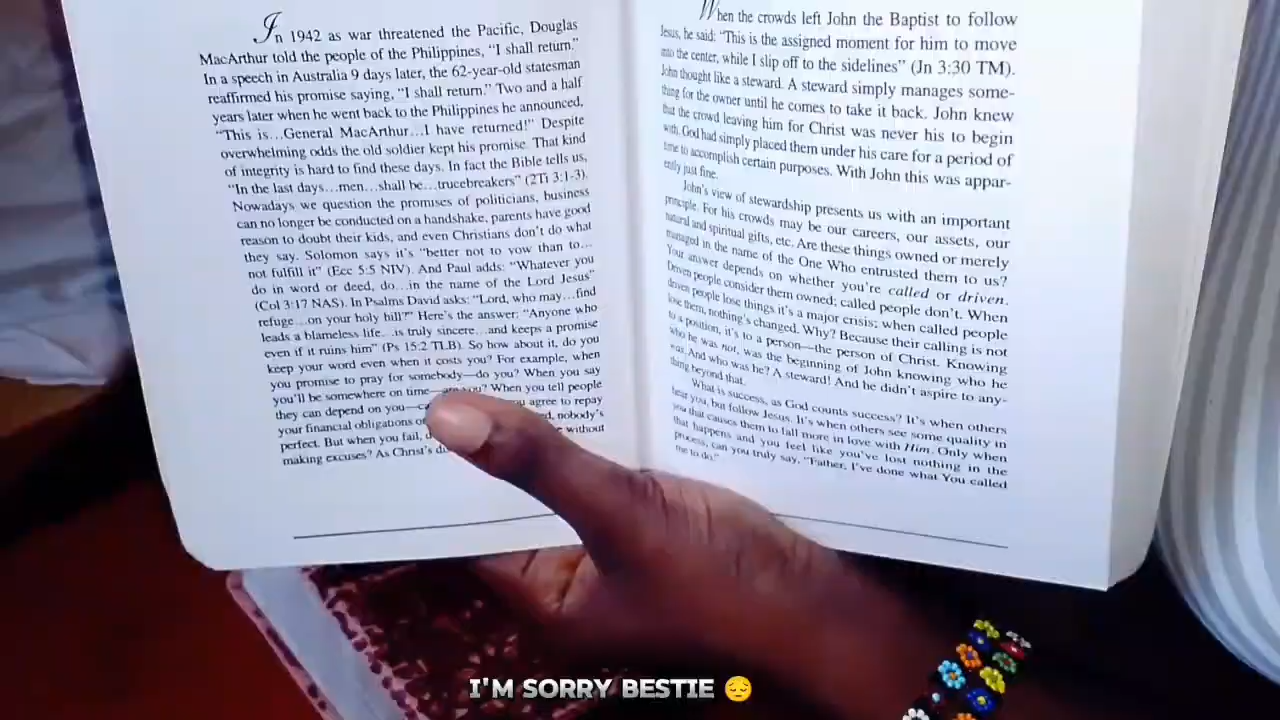 In 1942 as war threatened the Pacific, Douglas
MacArthur told the people of the Philippines, “I shall return.”
In a speech in Australia 9 days later, the 62-year-old statesman
reaffirmed his promise saying, “I shall return.” Two and a half
years later when he went back to the Philippines he announced,
“This is…General MacArthur…I have returned!” Despite
overwhelming odds the old soldier kept his promise. That kind
of integrity is hard to find these days. In fact the Bible tells us,
“In the last days…men…shall be…trucebreakers” (2Ti 3:1-3).
Nowadays we question the promises of politicians, business
can no longer be conducted on a handshake, parents have good
reason to doubt their kids, and even Christians don’t do what
they say. Solomon says it’s “better not to vow than to…
not fulfill it” (Ecc 5:5 NIV). And Paul adds: “Whatever you
do in word or deed, do…in the name of the Lord Jesus”
(Col 3:17 NAS). In Psalms David asks: “Lord, who may…find
refuge…on your holy hill?” Here’s the answer: “Anyone who
leads a blameless life…is truly sincere…and keeps a promise
even if it ruins him” (Ps 15:2 TLB). So how about it, do you
keep your word even when it costs you? For example, when
you promise to pray for somebody—do you? When you say
you’ll be somewhere on time—are you? When you tell people
they can depend on you— you agree to repay
your financial obligations nobody’s
perfect. But when you fail, without
making excuses? As Christ’s
When the crowds left John the Baptist to follow
Jesus, he said: “This is the assigned moment for him to move
into the center, while I slip off to the sidelines” (Jn 3:30 TM).
John thought like a steward. A steward simply manages some-
thing for the owner until he comes to take it back. John knew
that the crowd leaving him for Christ was never his to begin
with. God had simply placed them under his care for a period of
time to accomplish certain purposes. With John this was appar-
ently just fine.
John’s view of stewardship presents us with an important
principle. For his crowds may be our careers, our assets, our
natural and spiritual gifts, etc. Are these things owned or merely
managed in the name of the One Who entrusted them to us?
Your answer depends on whether you’re called or driven.
Driven people consider them owned; called people don’t. When
driven people lose things it’s a major crisis; when called people
lose them, nothing’s changed. Why? Because their calling is not
to a position, it’s to a person—the person of Christ. Knowing
who he was not, was the beginning of John knowing who he
was. And who was he? A steward! And he didn’t aspire to any-
thing beyond that.
What is success, as God counts success? It’s when others
hear you, but follow Jesus. It’s when others see some quality in
you that causes them to fall more in love with Him. Only when
that happens and you feel like you’ve lost nothing in the
process, can you truly say, “Father, I’ve done what You called
me to do.”
I'M SORRY BESTIE 😔